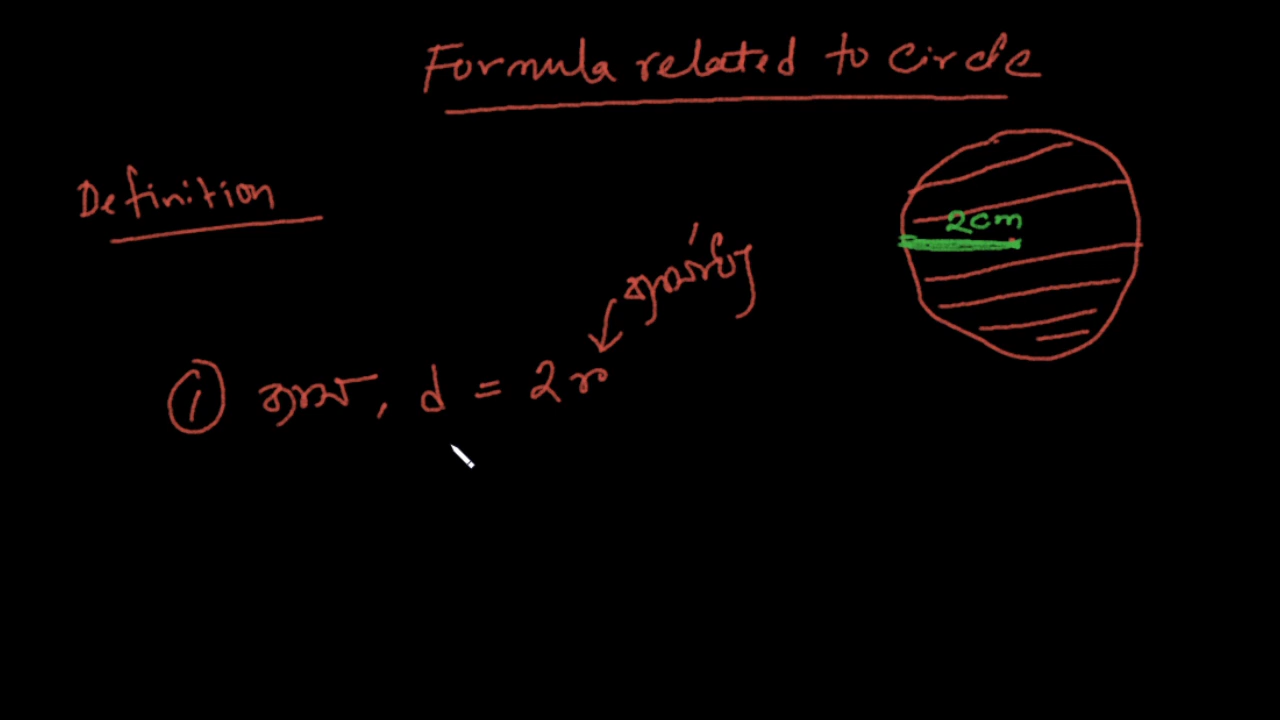 Formula related to circle
Definition
2cm
ব্যাসার্ধ
① ব্যাস, d = 2r